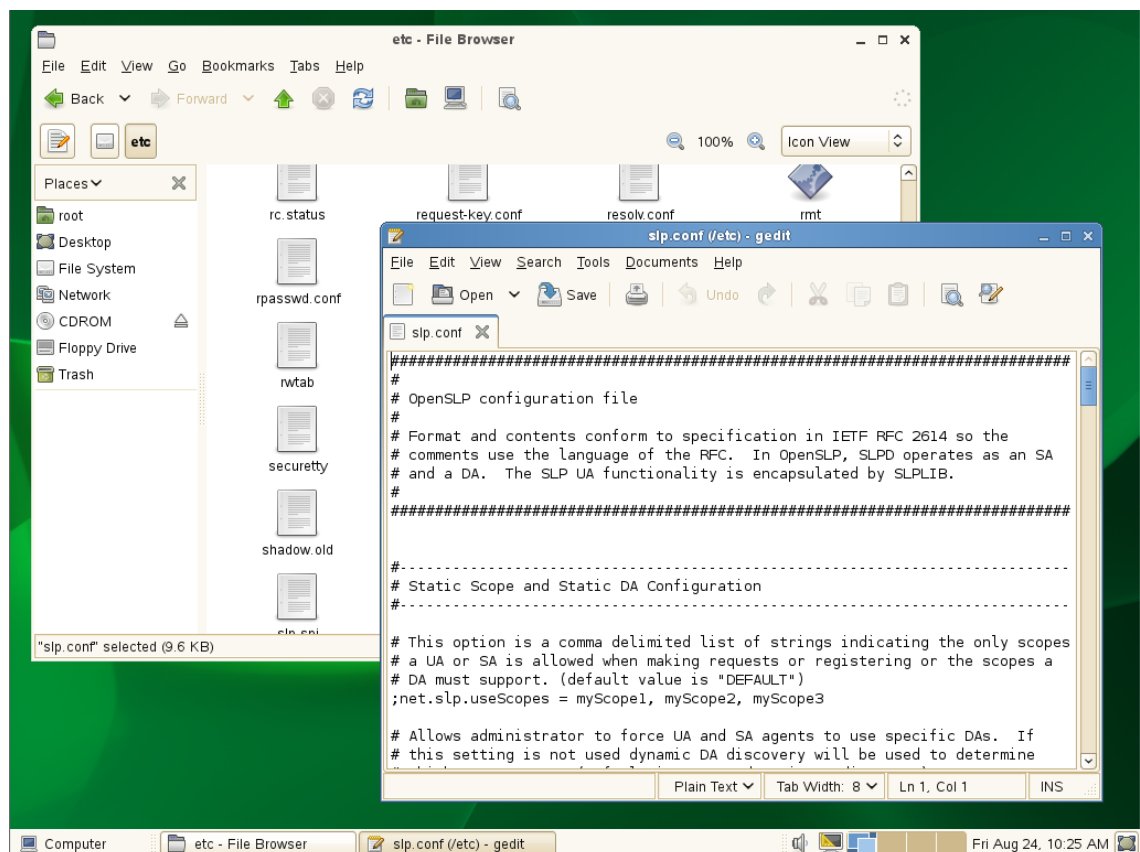 etc - File Browser
File Edit View Go Bookmarks Tabs Help
Back Forward
etc 100% Icon View
Places
root
Desktop
File System
Network
CDROM
Floppy Drive
Trash
rc.status request-key.conf resolv.conf rmt
rpasswd.conf
rwtab
securetty
shadow.old
slp.spi
"slp.conf" selected (9.6 KB)
slp.conf (/etc) - gedit
File Edit View Search Tools Documents Help
Open Save Undo
slp.conf
#############################################################################
#
# OpenSLP configuration file
#
# Format and contents conform to specification in IETF RFC 2614 so the
# comments use the language of the RFC.  In OpenSLP, SLPD operates as an SA
# and a DA.  The SLP UA functionality is encapsulated by SLPLIB.
#
#############################################################################
#----------------------------------------------------------------------------
# Static Scope and Static DA Configuration
#----------------------------------------------------------------------------
# This option is a comma delimited list of strings indicating the only scopes
# a UA or SA is allowed when making requests or registering or the scopes a
# DA must support. (default value is "DEFAULT")
;net.slp.useScopes = myScope1, myScope2, myScope3
# Allows administrator to force UA and SA agents to use specific DAs.  If
# this setting is not used dynamic DA discovery will be used to determine
Plain Text Tab Width: 8 Ln 1, Col 1 INS
Computer etc - File Browser slp.conf (/etc) - gedit Fri Aug 24, 10:25 AM